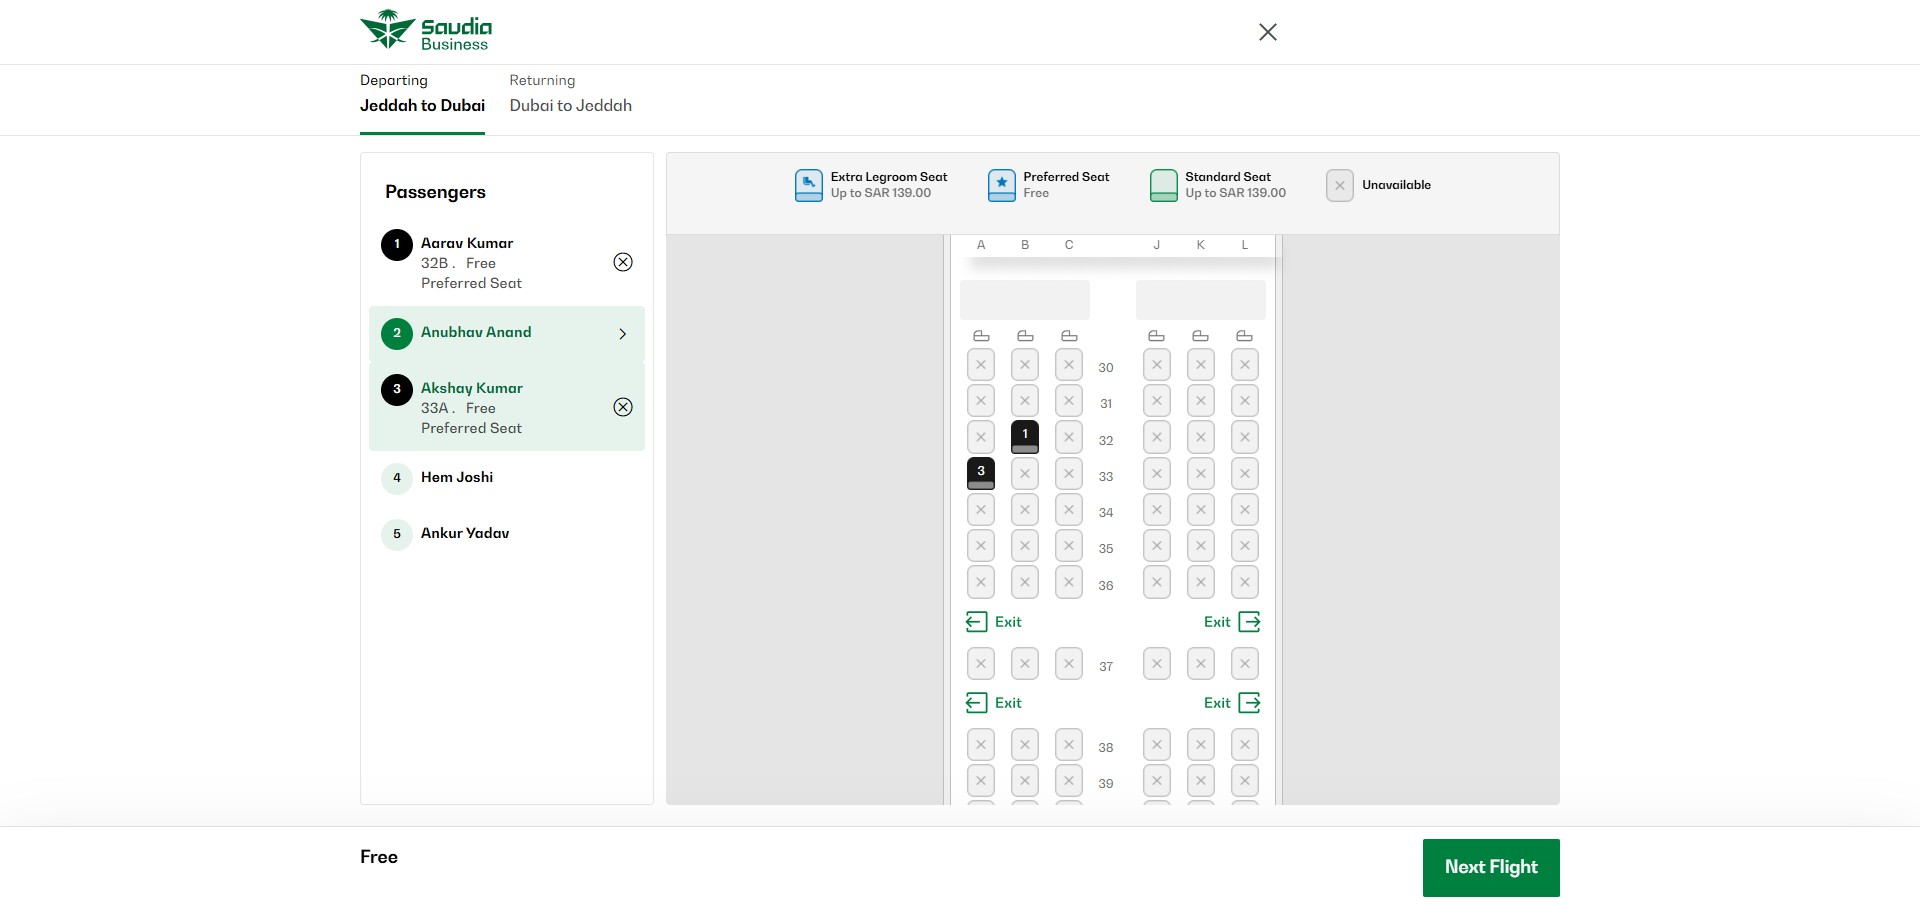 Saudia
Business
Departing
Returning
Jeddah to Dubai
Dubai to Jeddah
Passengers
1
Aarav Kumar
32B . Free
Preferred Seat
2
Anubhav Anand
3
Akshay Kumar
33A . Free
Preferred Seat
4
Hem Joshi
5
Ankur Yadav
Extra Legroom Seat
Up to SAR 139.00
Preferred Seat
Free
Standard Seat
Up to SAR 139.00
Unavailable
A B C J K L
30
31
1 32
3 33
34
35
36
Exit Exit
37
Exit Exit
38
39
Free
Next Flight